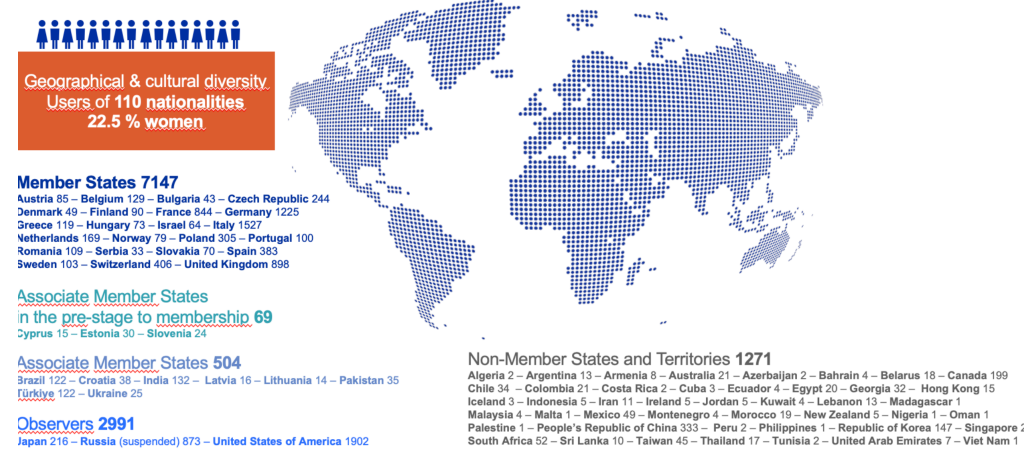 Geographical & cultural diversity
Users of 110 nationalities
22.5 % women
Member States 7147
Austria 85 – Belgium 129 – Bulgaria 43 – Czech Republic 244
Denmark 49 – Finland 90 – France 844 – Germany 1225
Greece 119 – Hungary 73 – Israel 64 – Italy 1527
Netherlands 169 – Norway 79 – Poland 305 – Portugal 100
Romania 109 – Serbia 33 – Slovakia 70 – Spain 383
Sweden 103 – Switzerland 406 – United Kingdom 898
Associate Member States
in the pre-stage to membership 69
Cyprus 15 – Estonia 30 – Slovenia 24
Associate Member States 504
Brazil 122 – Croatia 38 – India 132 – Latvia 16 – Lithuania 14 – Pakistan 35
Türkiye 122 – Ukraine 25
Observers 2991
Japan 216 – Russia (suspended) 873 – United States of America 1902
Non-Member States and Territories 1271
Algeria 2 – Argentina 13 – Armenia 8 – Australia 21 – Azerbaijan 2 – Bahrain 4 – Belarus 18 – Canada 199
Chile 34 – Colombia 21 – Costa Rica 2 – Cuba 3 – Ecuador 4 – Egypt 20 – Georgia 32 – Hong Kong 15
Iceland 3 – Indonesia 5 – Iran 11 – Ireland 5 – Jordan 5 – Kuwait 4 – Lebanon 13 – Madagascar 1
Malaysia 4 – Malta 1 – Mexico 49 – Montenegro 4 – Morocco 19 – New Zealand 5 – Nigeria 1 – Oman 1
Palestine 1 – People's Republic of China 333 – Peru 2 – Philippines 1 – Republic of Korea 147 – Singapore
South Africa 52 – Sri Lanka 10 – Taiwan 45 – Thailand 17 – Tunisia 2 – United Arab Emirates 7 – Viet Nam 1